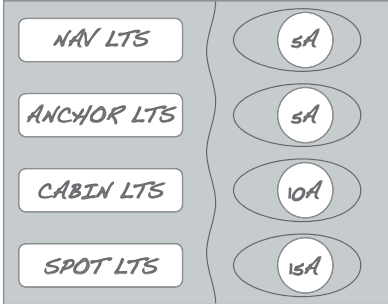 NAV LTS 5A
ANCHOR LTS 5A
CABIN LTS 10A
SPOT LTS 15A